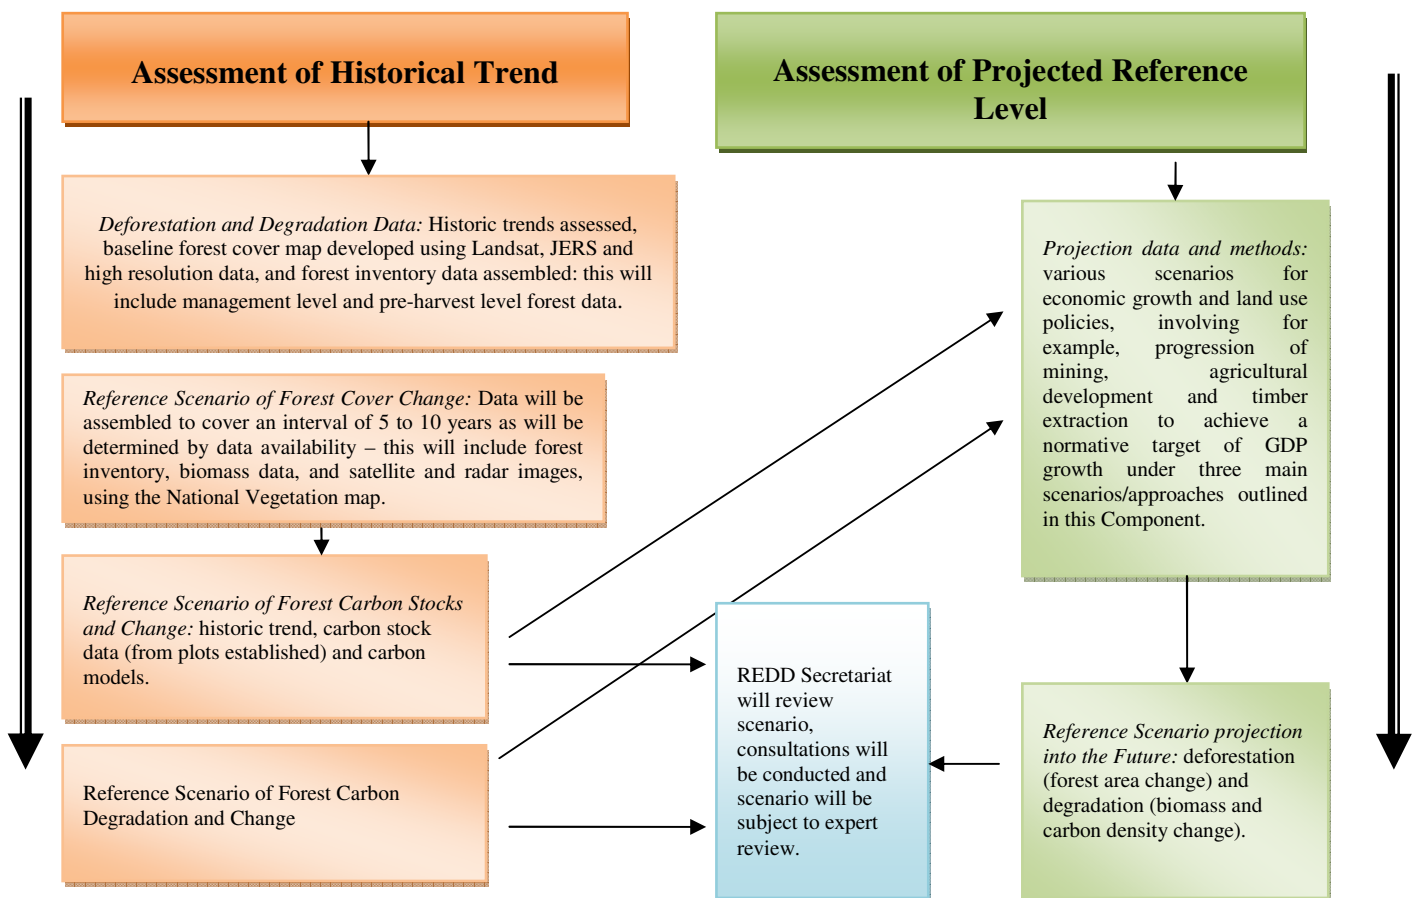 Assessment of Historical Trend
Deforestation and Degradation Data: Historic trends assessed,
baseline forest cover map developed using Landsat, JERS and
high resolution data, and forest inventory data assembled: this will
include management level and pre-harvest level forest data.
Reference Scenario of Forest Cover Change: Data will be
assembled to cover an interval of 5 to 10 years as will be
determined by data availability – this will include forest
inventory, biomass data, and satellite and radar images,
using the National Vegetation map.
Reference Scenario of Forest Carbon Stocks
and Change: historic trend, carbon stock
data (from plots established) and carbon
models.
Reference Scenario of Forest Carbon
Degradation and Change
REDD Secretariat
will review
scenario,
consultations will
be conducted and
scenario will be
subject to expert
review.
Assessment of Projected Reference
Level
Projection data and methods:
various scenarios for
economic growth and land use
policies, involving for
example, progression of
mining, agricultural
development and timber
extraction to achieve a
normative target of GDP
growth under three main
scenarios/approaches outlined
in this Component.
Reference Scenario projection
into the Future: deforestation
(forest area change) and
degradation (biomass and
carbon density change).